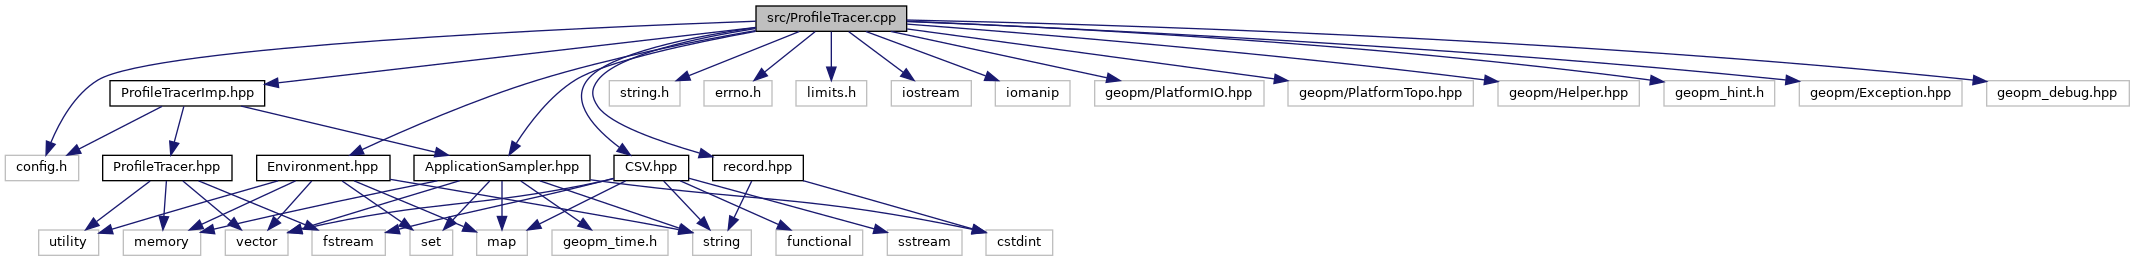 src/ProfileTracer.cpp
ProfileTracerImp.hpp
string.h
errno.h
limits.h
iostream
iomanip
geopm/PlatformIO.hpp
geopm/PlatformTopo.hpp
geopm/Helper.hpp
geopm_hint.h
geopm/Exception.hpp
geopm_debug.hpp
config.h
ProfileTracer.hpp
Environment.hpp
ApplicationSampler.hpp
CSV.hpp
record.hpp
utility
memory
vector
fstream
set
map
geopm_time.h
string
functional
sstream
cstdint